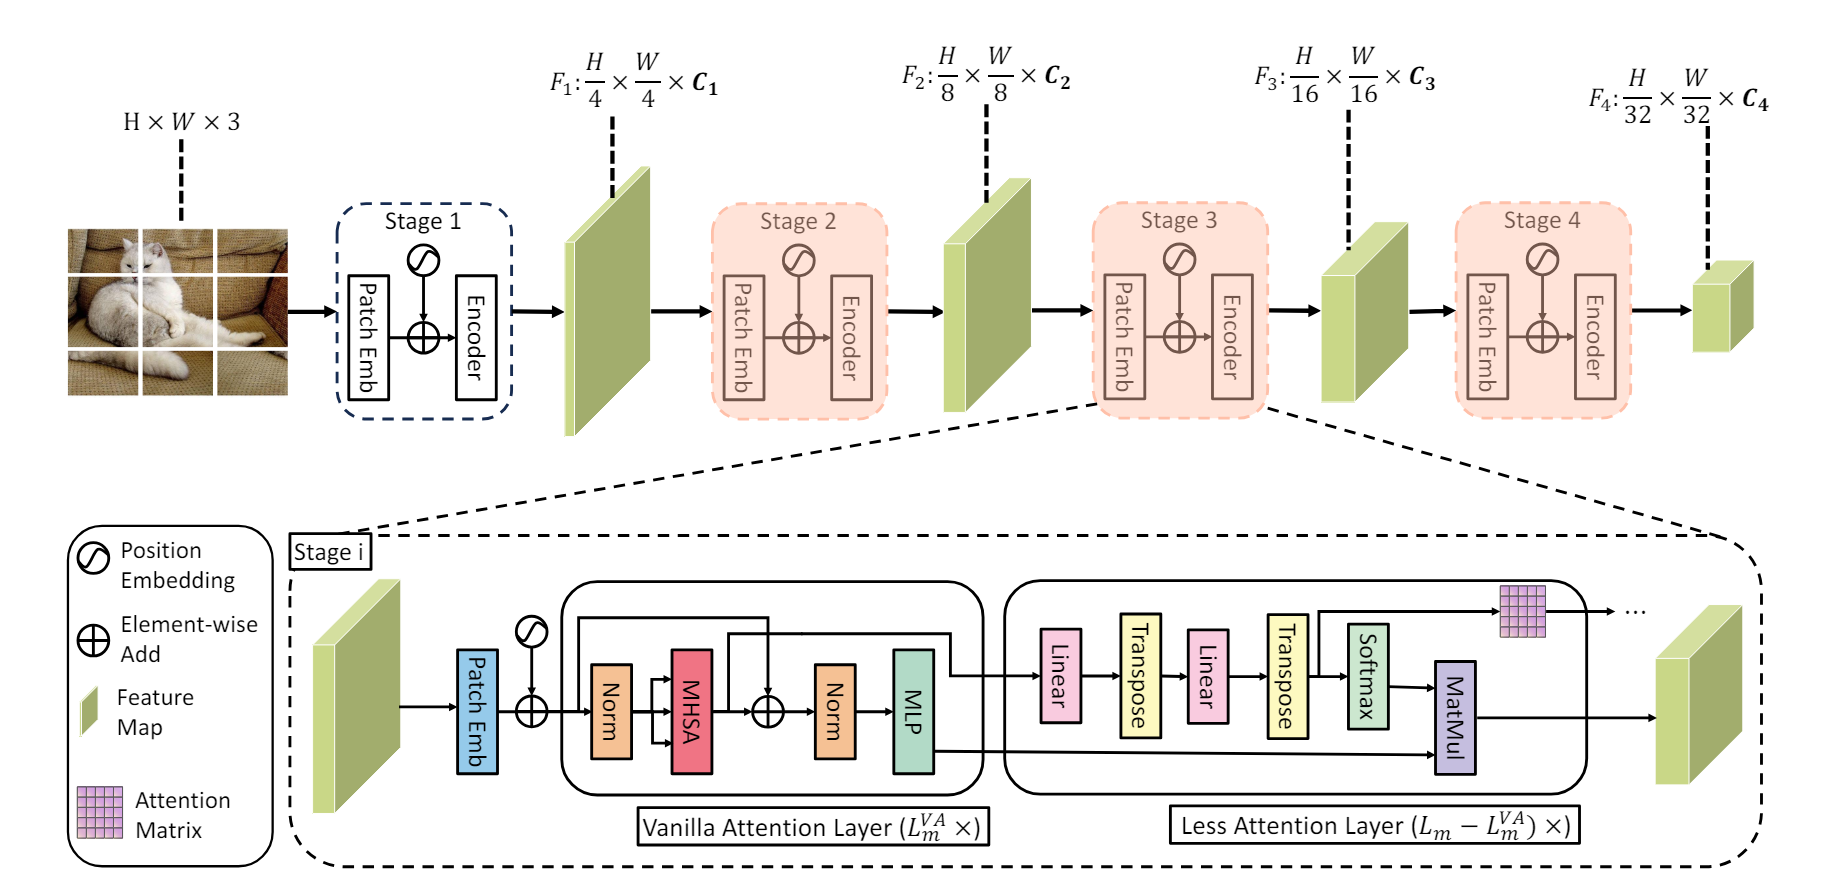 H × W × 3
F₁: H/4 × W/4 × C₁
F₂: H/8 × W/8 × C₂
F₃: H/16 × W/16 × C₃
F₄: H/32 × W/32 × C₄
Stage 1
Patch Emb
Encoder
Stage 2
Patch Emb
Encoder
Stage 3
Patch Emb
Encoder
Stage 4
Patch Emb
Encoder
Position
Embedding
Element-wise
Add
Feature
Map
Attention
Matrix
Stage i
Patch Emb
Norm
MHSA
Norm
MLP
Vanilla Attention Layer (L_m^{VA} ×)
Linear
Transpose
Linear
Transpose
Softmax
MatMul
...
Less Attention Layer (L_m − L_m^{VA}) ×)